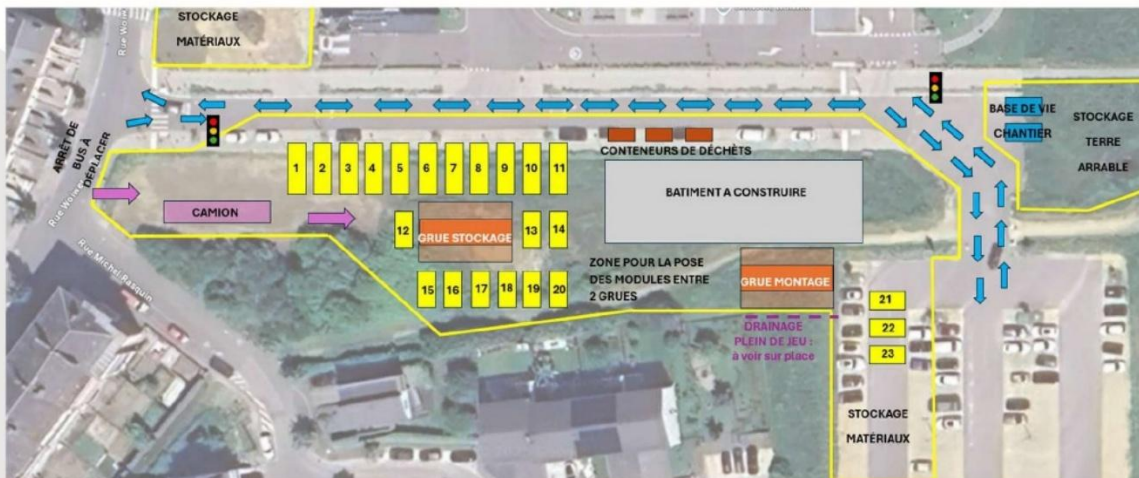 STOCKAGE
MATÉRIAUX
ARRÊT DE
BUS À
DÉPLACER
Rue Michel Rasquin
CAMION
1 2 3 4 5 6 7 8 9 10 11
12
GRUE STOCKAGE
13 14
15 16 17 18 19 20
CONTENEURS DE DÉCHÈTS
BATIMENT A CONSTRUIRE
ZONE POUR LA POSE
DES MODULES ENTRE
2 GRUES
GRUE MONTAGE
DRAINAGE
PLEIN DE JEU :
à voir sur place
21
22
23
STOCKAGE
MATÉRIAUX
BASE DE VIE
CHANTIER
STOCKAGE
TERRE
ARRABLE